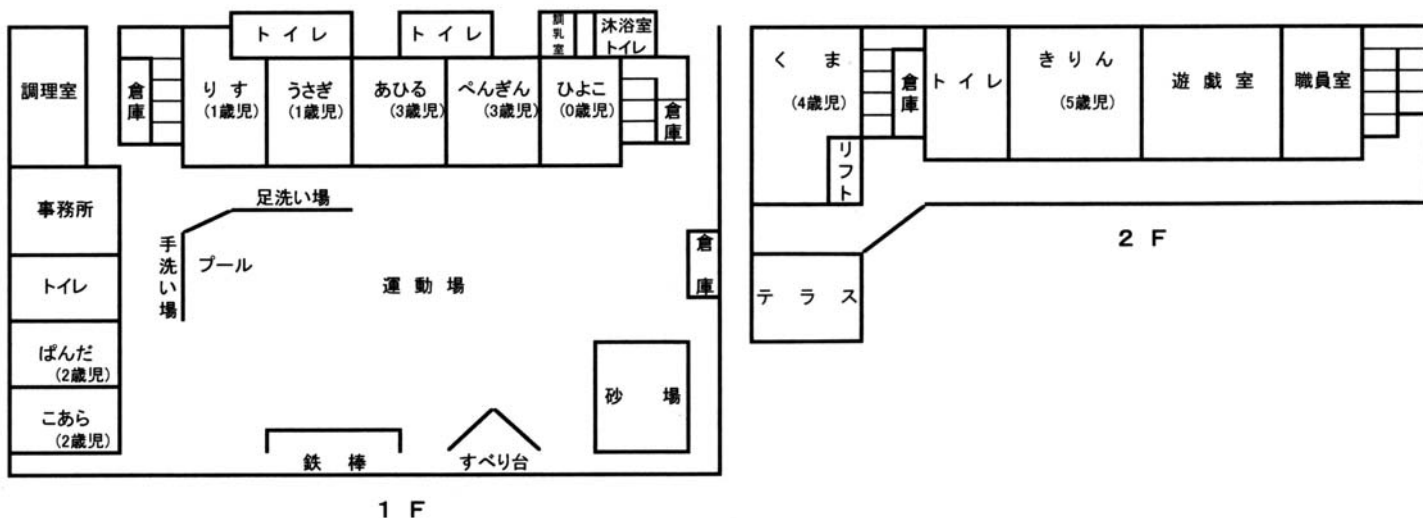 トイレ
トイレ
調乳室
沐浴室
トイレ
調理室
倉庫
りす
(1歳児)
うさぎ
(1歳児)
あひる
(3歳児)
ぺんぎん
(3歳児)
ひよこ
(0歳児)
倉庫
事務所
足洗い場
手洗い場
プール
運動場
倉庫
トイレ
ぱんだ
(2歳児)
こあら
(2歳児)
砂場
鉄棒
すべり台
1F
くま
(4歳児)
倉庫
トイレ
きりん
(5歳児)
遊戯室
職員室
リフト
テラス
2F